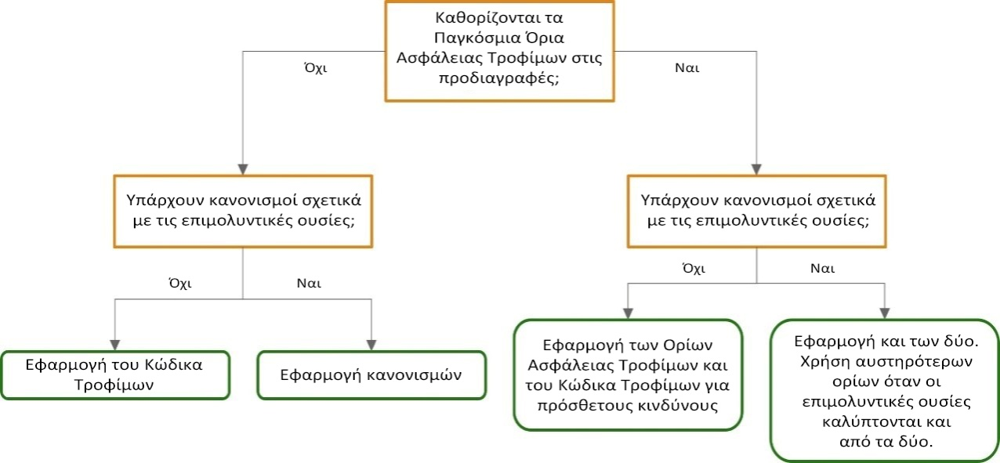 Καθορίζονται τα
Παγκόσμια Όρια
Ασφάλειας Τροφίμων στις
προδιαγραφές;
Όχι
Ναι
Υπάρχουν κανονισμοί σχετικά
με τις επιμολυντικές ουσίες;
Υπάρχουν κανονισμοί σχετικά
με τις επιμολυντικές ουσίες;
Όχι
Ναι
Όχι
Ναι
Εφαρμογή του Κώδικα
Τροφίμων
Εφαρμογή κανονισμών
Εφαρμογή των Ορίων
Ασφάλειας Τροφίμων και
του Κώδικα Τροφίμων για
πρόσθετους κινδύνους
Εφαρμογή και των δύο.
Χρήση αυστηρότερων
ορίων όταν οι
επιμολυντικές ουσίες
καλύπτονται και
από τα δύο.